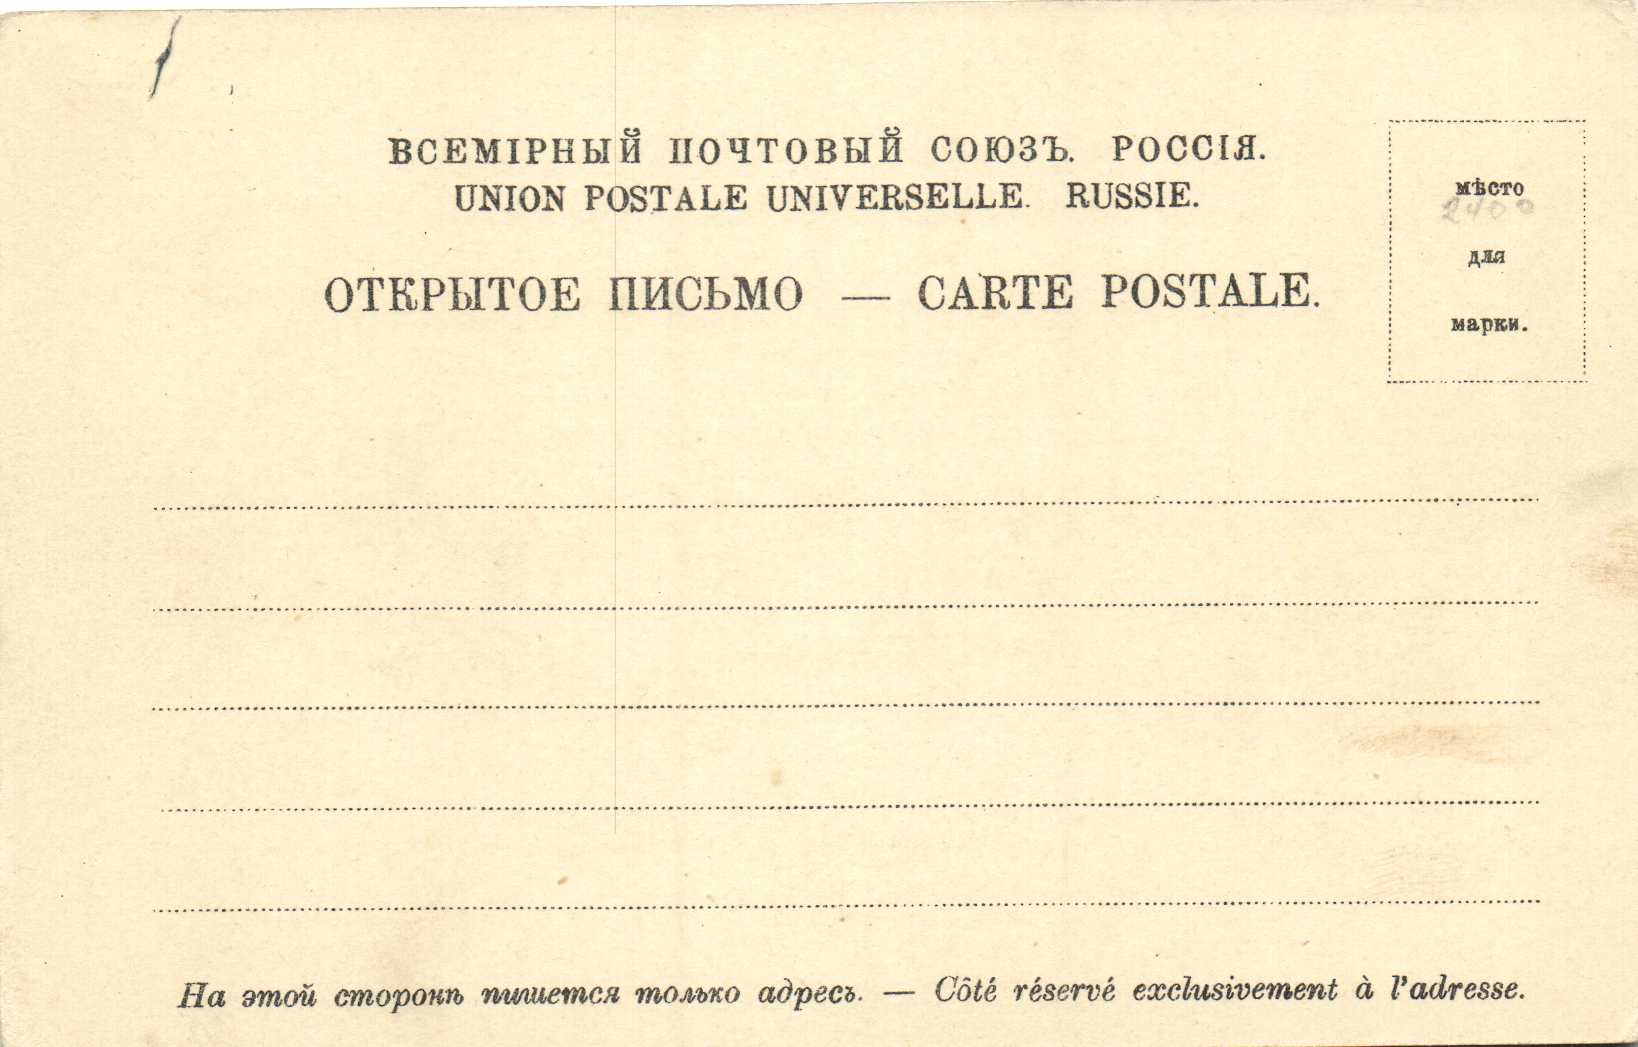 ВСЕМІРНЫЙ ПОЧТОВЫЙ СОЮЗЪ. РОССІЯ.
UNION POSTALE UNIVERSELLE. RUSSIE.
ОТКРЫТОЕ ПИСЬМО — CARTE POSTALE.
мѣсто
2400
для
марки.
На этой сторонѣ пишется только адресъ. — Côté réservé exclusivement à l'adresse.